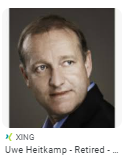 XING
Uwe Heitkamp - Retired - ...